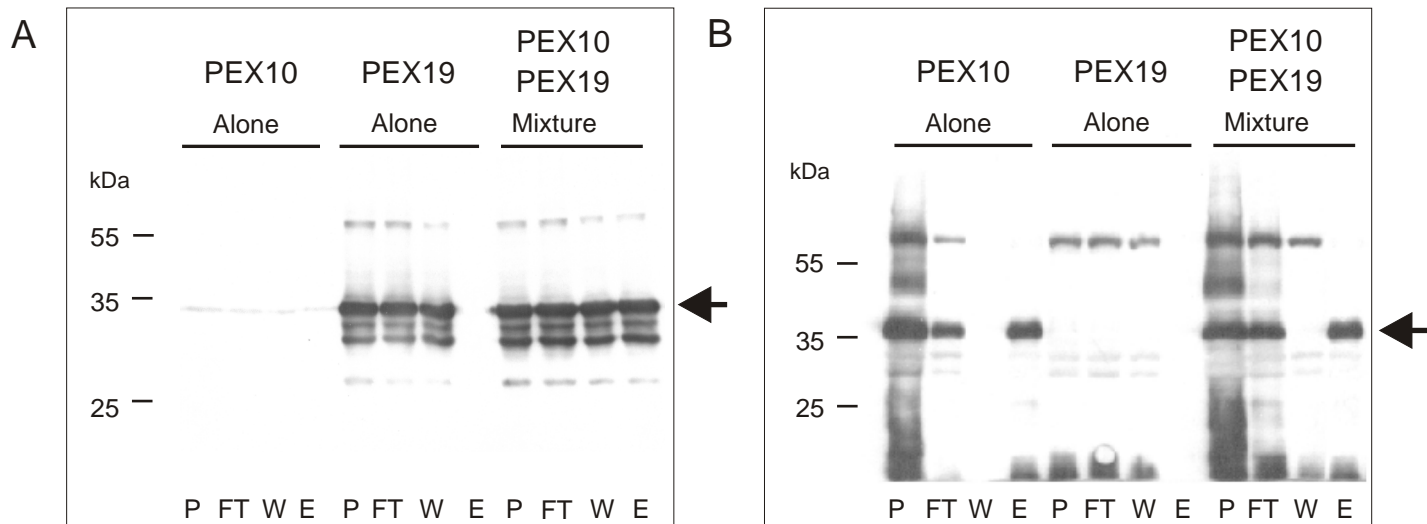 A
PEX10 PEX19 PEX10
PEX19
Alone Alone Mixture
kDa
55
35
25
P FT W E P FT W E P FT W E
B
PEX10 PEX19 PEX10
PEX19
Alone Alone Mixture
kDa
55
35
25
P FT W E P FT W E P FT W E